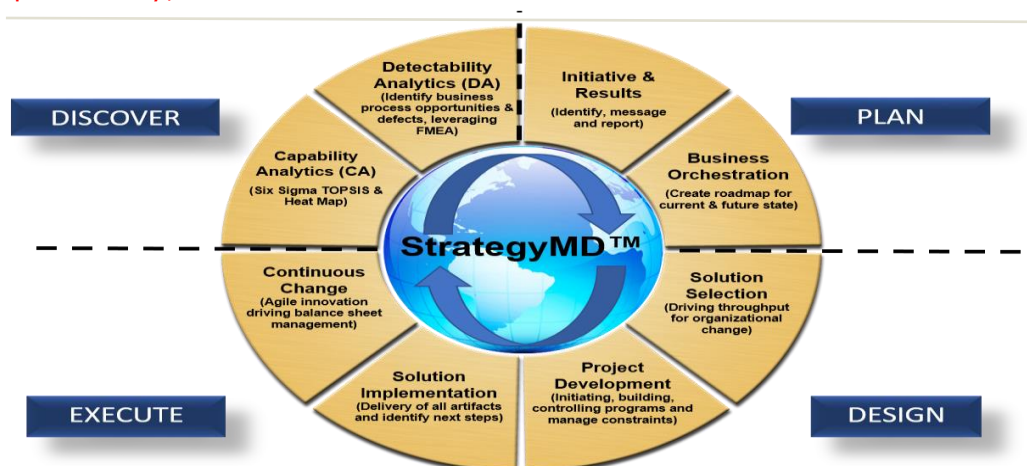 DISCOVER
Detectability
Analytics (DA)
(Identify business
process opportunities &
defects, leveraging
FMEA)
Initiative &
Results
(Identify, message
and report)
PLAN
Capability
Analytics (CA)
(Six Sigma TOPSIS &
Heat Map)
Business
Orchestration
(Create roadmap for
current & future state)
StrategyMD™
Continuous
Change
(Agile innovation
driving balance sheet
management)
Solution
Selection
(Driving throughput
for organizational
change)
EXECUTE
Solution
Implementation
(Delivery of all artifacts
and identify next steps)
Project
Development
(Initiating, building,
controlling programs and
manage constraints)
DESIGN